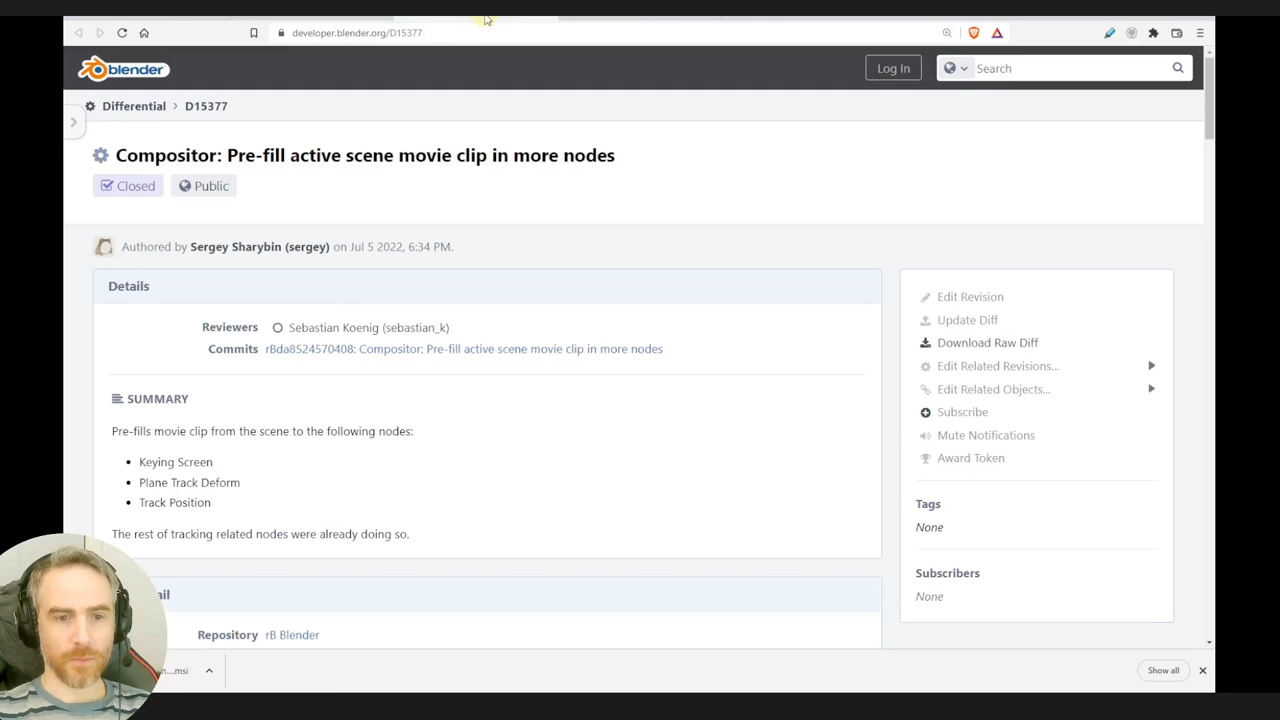 developer.blender.org/D15377
blender
Log In
Search
Differential > D15377
Compositor: Pre-fill active scene movie clip in more nodes
Closed
Public
Authored by Sergey Sharybin (sergey) on Jul 5 2022, 6:34 PM.
Details
Reviewers Sebastian Koenig (sebastian_k)
Commits rBda8524570408: Compositor: Pre-fill active scene movie clip in more nodes
SUMMARY
Pre-fills movie clip from the scene to the following nodes:
• Keying Screen
• Plane Track Deform
• Track Position
The rest of tracking related nodes were already doing so.
ail
Repository rB Blender
Edit Revision
Update Diff
Download Raw Diff
Edit Related Revisions...
Edit Related Objects...
Subscribe
Mute Notifications
Award Token
Tags
None
Subscribers
None
n....msi
Show all